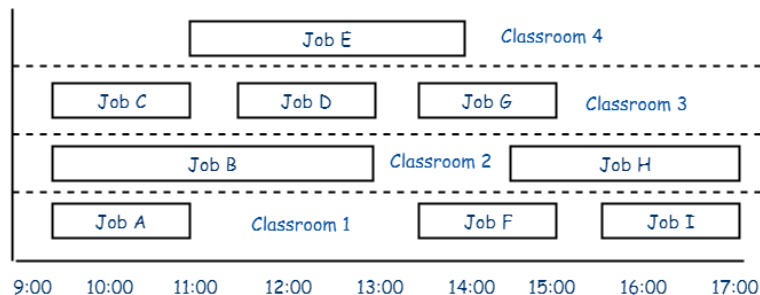 Job E Classroom 4
Job C Job D Job G Classroom 3
Job B Classroom 2 Job H
Job A Classroom 1 Job F Job I
9:00 10:00 11:00 12:00 13:00 14:00 15:00 16:00 17:00